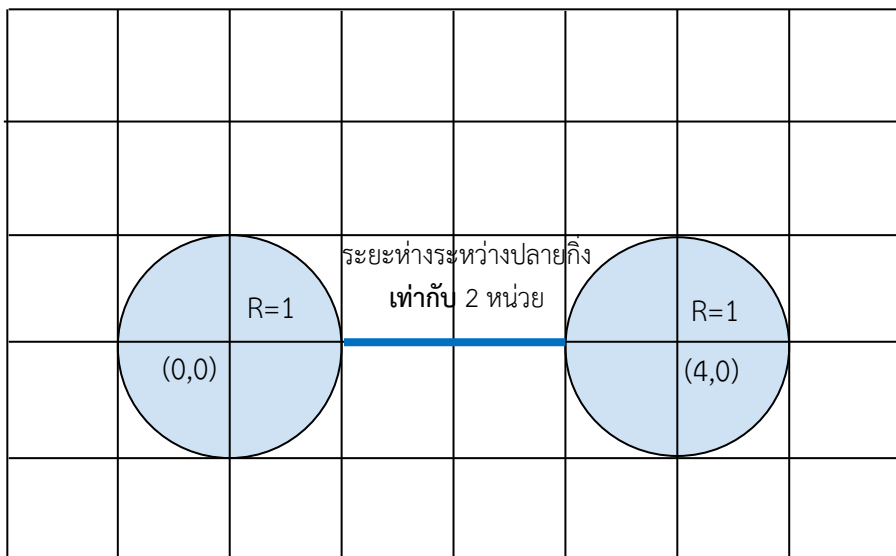 ระยะห่างระหว่างปลายกิ่ง
เท่ากับ 2 หน่วย
R=1
R=1
(0,0)
(4,0)